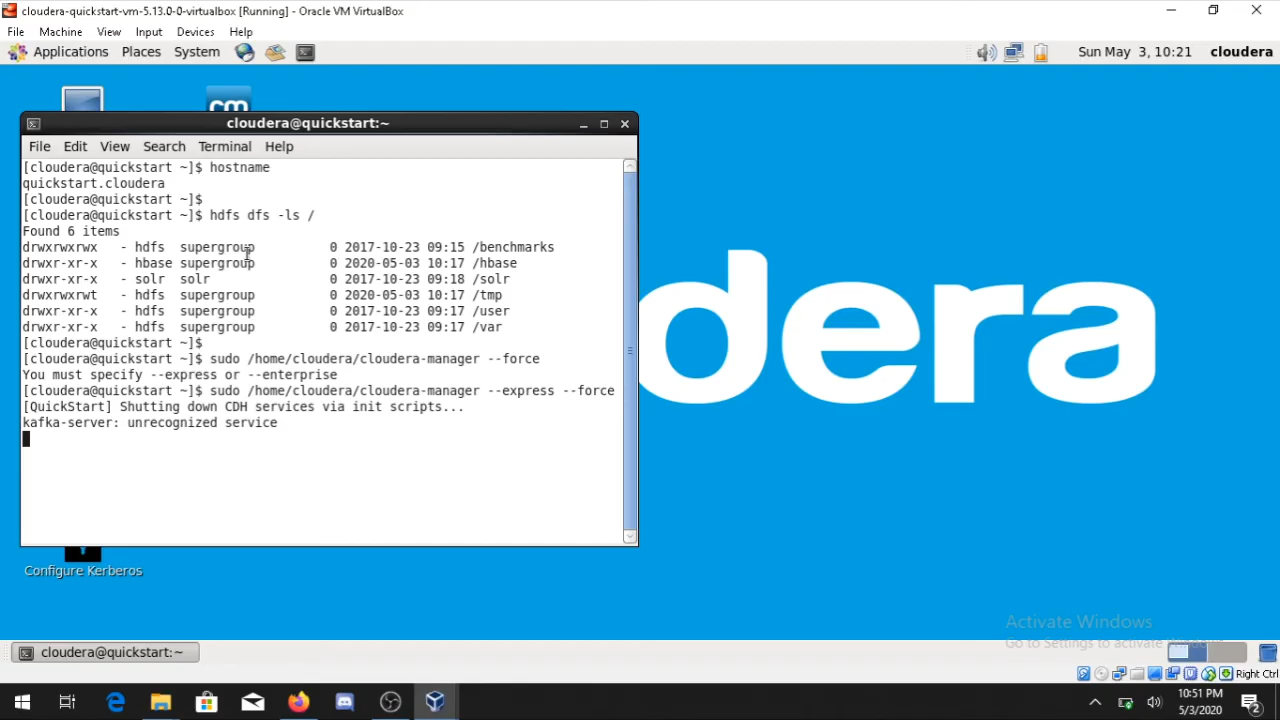 cloudera-quickstart-vm-5.13.0-0-virtualbox [Running] - Oracle VM VirtualBox
File Machine View Input Devices Help
Applications Places System Sun May 3, 10:21 cloudera
cm
cloudera@quickstart:~
File Edit View Search Terminal Help
[cloudera@quickstart ~]$ hostname
quickstart.cloudera
[cloudera@quickstart ~]$
[cloudera@quickstart ~]$ hdfs dfs -ls /
Found 6 items
drwxrwxrwx - hdfs supergroup 0 2017-10-23 09:15 /benchmarks
drwxr-xr-x - hbase supergroup 0 2020-05-03 10:17 /hbase
drwxr-xr-x - solr solr 0 2017-10-23 09:18 /solr
drwxrwxrwt - hdfs supergroup 0 2020-05-03 10:17 /tmp
drwxr-xr-x - hdfs supergroup 0 2017-10-23 09:17 /user
drwxr-xr-x - hdfs supergroup 0 2017-10-23 09:17 /var
[cloudera@quickstart ~]$
[cloudera@quickstart ~]$ sudo /home/cloudera/cloudera-manager --force
You must specify --express or --enterprise
[cloudera@quickstart ~]$ sudo /home/cloudera/cloudera-manager --express --force
[QuickStart] Shutting down CDH services via init scripts...
kafka-server: unrecognized service
dera
Configure Kerberos
Activate Windows
Go to Settings to activate Windows.
cloudera@quickstart:~
Right Ctrl
10:51 PM
5/3/2020
2